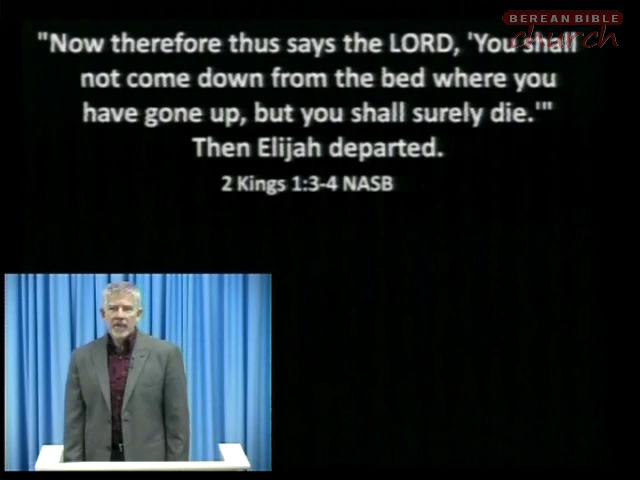 BEREAN BIBLE
church
"Now therefore thus says the LORD, 'You shall
not come down from the bed where you
have gone up, but you shall surely die.'"
Then Elijah departed.
2 Kings 1:3-4 NASB